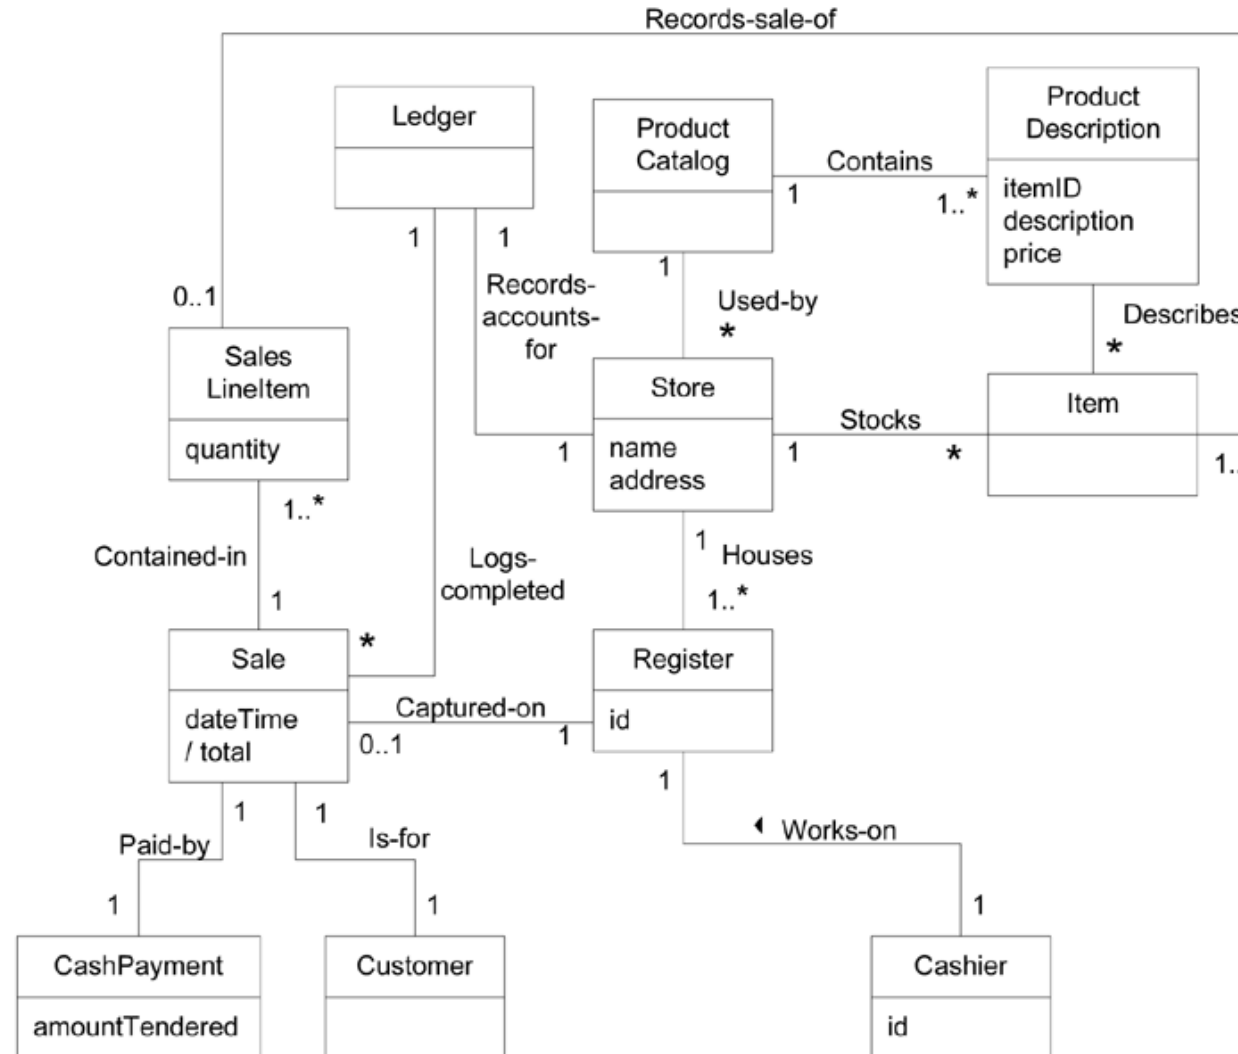 Records-sale-of
Ledger
Product
Catalog
Product
Description
itemID
description
price
Contains
1
1..*
1
1
1
Records-
accounts-
for
Used-by
*
Describes
*
0..1
Sales
LineItem
quantity
Store
name
address
Stocks
1
1
*
Item
1..
1..*
Contained-in
1
Logs-
completed
*
1
Houses
1..*
Sale
dateTime
/ total
Captured-on
0..1
1
Register
id
1
1
1
Paid-by
Is-for
Works-on
1
1
1
CashPayment
amountTendered
Customer
Cashier
id